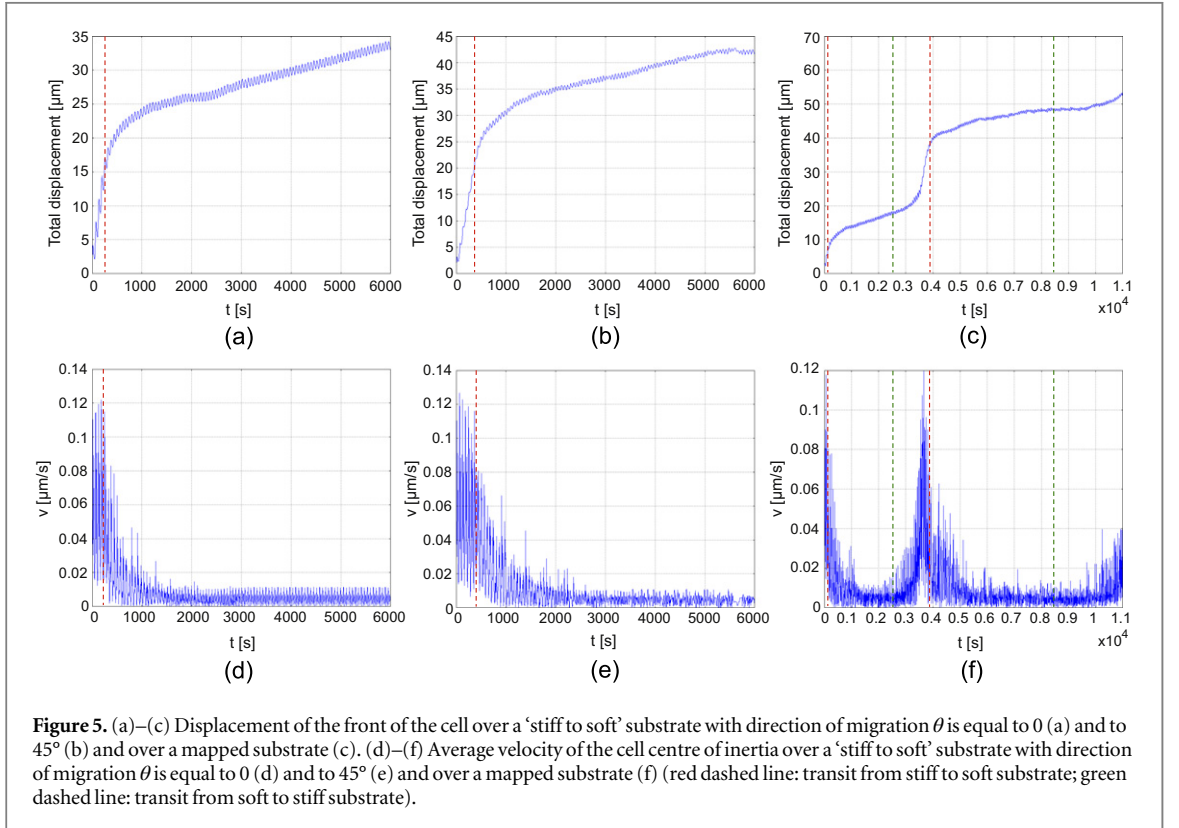 35
30
25
20
15
10
5
0
Total displacement [µm]
0 1000 2000 3000 4000 5000 6000
t [s]
(a)
45
40
35
30
25
20
15
10
5
0
Total displacement [µm]
0 1000 2000 3000 4000 5000 6000
t [s]
(b)
70
60
50
40
30
20
10
0
Total displacement [µm]
0 0.1 0.2 0.3 0.4 0.5 0.6 0.7 0.8 0.9 1 1.1
x10⁴
t [s]
(c)
0.14
0.12
0.1
0.08
0.06
0.04
0.02
0
v [µm/s]
0 1000 2000 3000 4000 5000 6000
t [s]
(d)
0.14
0.12
0.1
0.08
0.06
0.04
0.02
0
v [µm/s]
0 1000 2000 3000 4000 5000 6000
t [s]
(e)
0.12
0.1
0.08
0.06
0.04
0.02
0
v [µm/s]
0 0.1 0.2 0.3 0.4 0.5 0.6 0.7 0.8 0.9 1 1.1
x10⁴
t [s]
(f)
Figure 5. (a)–(c) Displacement of the front of the cell over a ‘stiff to soft’ substrate with direction of migration θ is equal to 0 (a) and to
45° (b) and over a mapped substrate (c). (d)–(f) Average velocity of the cell centre of inertia over a ‘stiff to soft’ substrate with direction
of migration θ is equal to 0 (d) and to 45° (e) and over a mapped substrate (f) (red dashed line: transit from stiff to soft substrate; green
dashed line: transit from soft to stiff substrate).